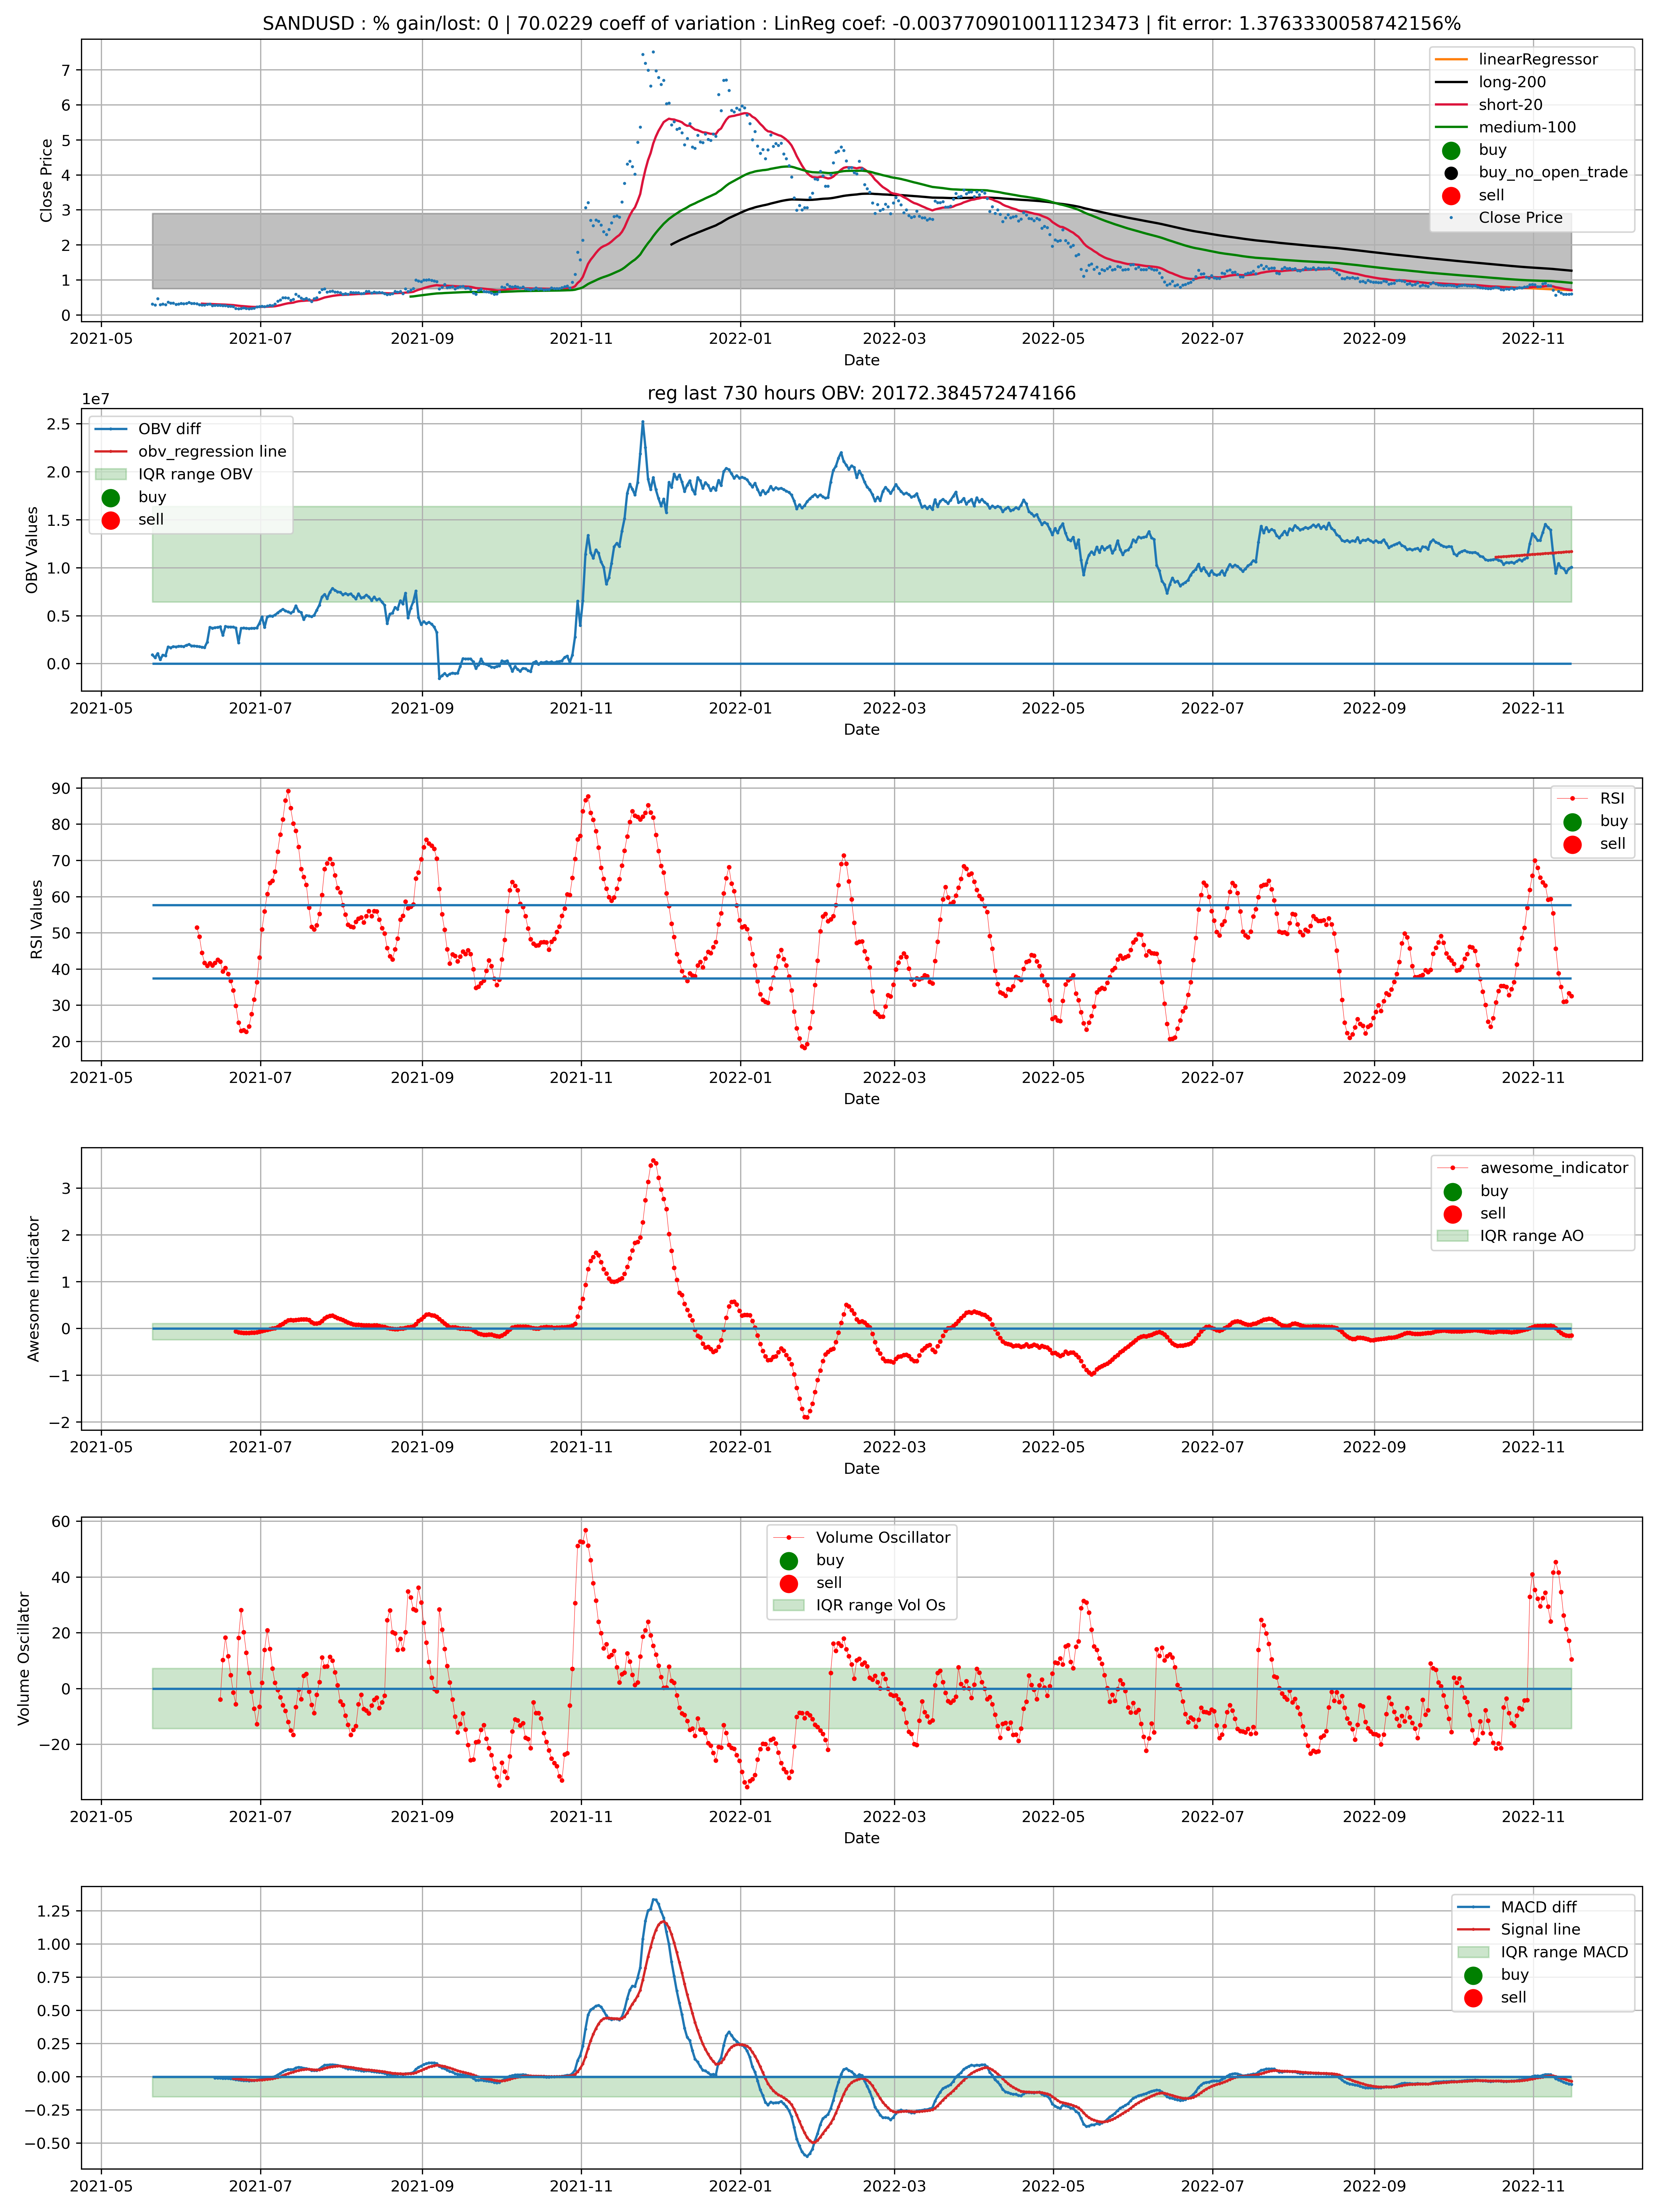 SANDUSD : % gain/lost: 0 | 70.0229 coeff of variation : LinReg coef: -0.0037709010011123473 | fit error: 1.3763330058742156%
Close Price
7
6
5
4
3
2
1
0
linearRegressor
long-200
short-20
medium-100
buy
buy_no_open_trade
sell
Close Price
2021-05 2021-07 2021-09 2021-11 2022-01 2022-03 2022-05 2022-07 2022-09 2022-11
Date
reg last 730 hours OBV: 20172.384572474166
1e7
OBV Values
2.5
2.0
1.5
1.0
0.5
0.0
OBV diff
obv_regression line
IQR range OBV
buy
sell
2021-05 2021-07 2021-09 2021-11 2022-01 2022-03 2022-05 2022-07 2022-09 2022-11
Date
RSI Values
90
80
70
60
50
40
30
20
RSI
buy
sell
2021-05 2021-07 2021-09 2021-11 2022-01 2022-03 2022-05 2022-07 2022-09 2022-11
Date
Awesome Indicator
3
2
1
0
−1
−2
awesome_indicator
buy
sell
IQR range AO
2021-05 2021-07 2021-09 2021-11 2022-01 2022-03 2022-05 2022-07 2022-09 2022-11
Date
Volume Oscillator
60
40
20
0
−20
Volume Oscillator
buy
sell
IQR range Vol Os
2021-05 2021-07 2021-09 2021-11 2022-01 2022-03 2022-05 2022-07 2022-09 2022-11
Date
1.25
1.00
0.75
0.50
0.25
0.00
−0.25
−0.50
MACD diff
Signal line
IQR range MACD
buy
sell
2021-05 2021-07 2021-09 2021-11 2022-01 2022-03 2022-05 2022-07 2022-09 2022-11